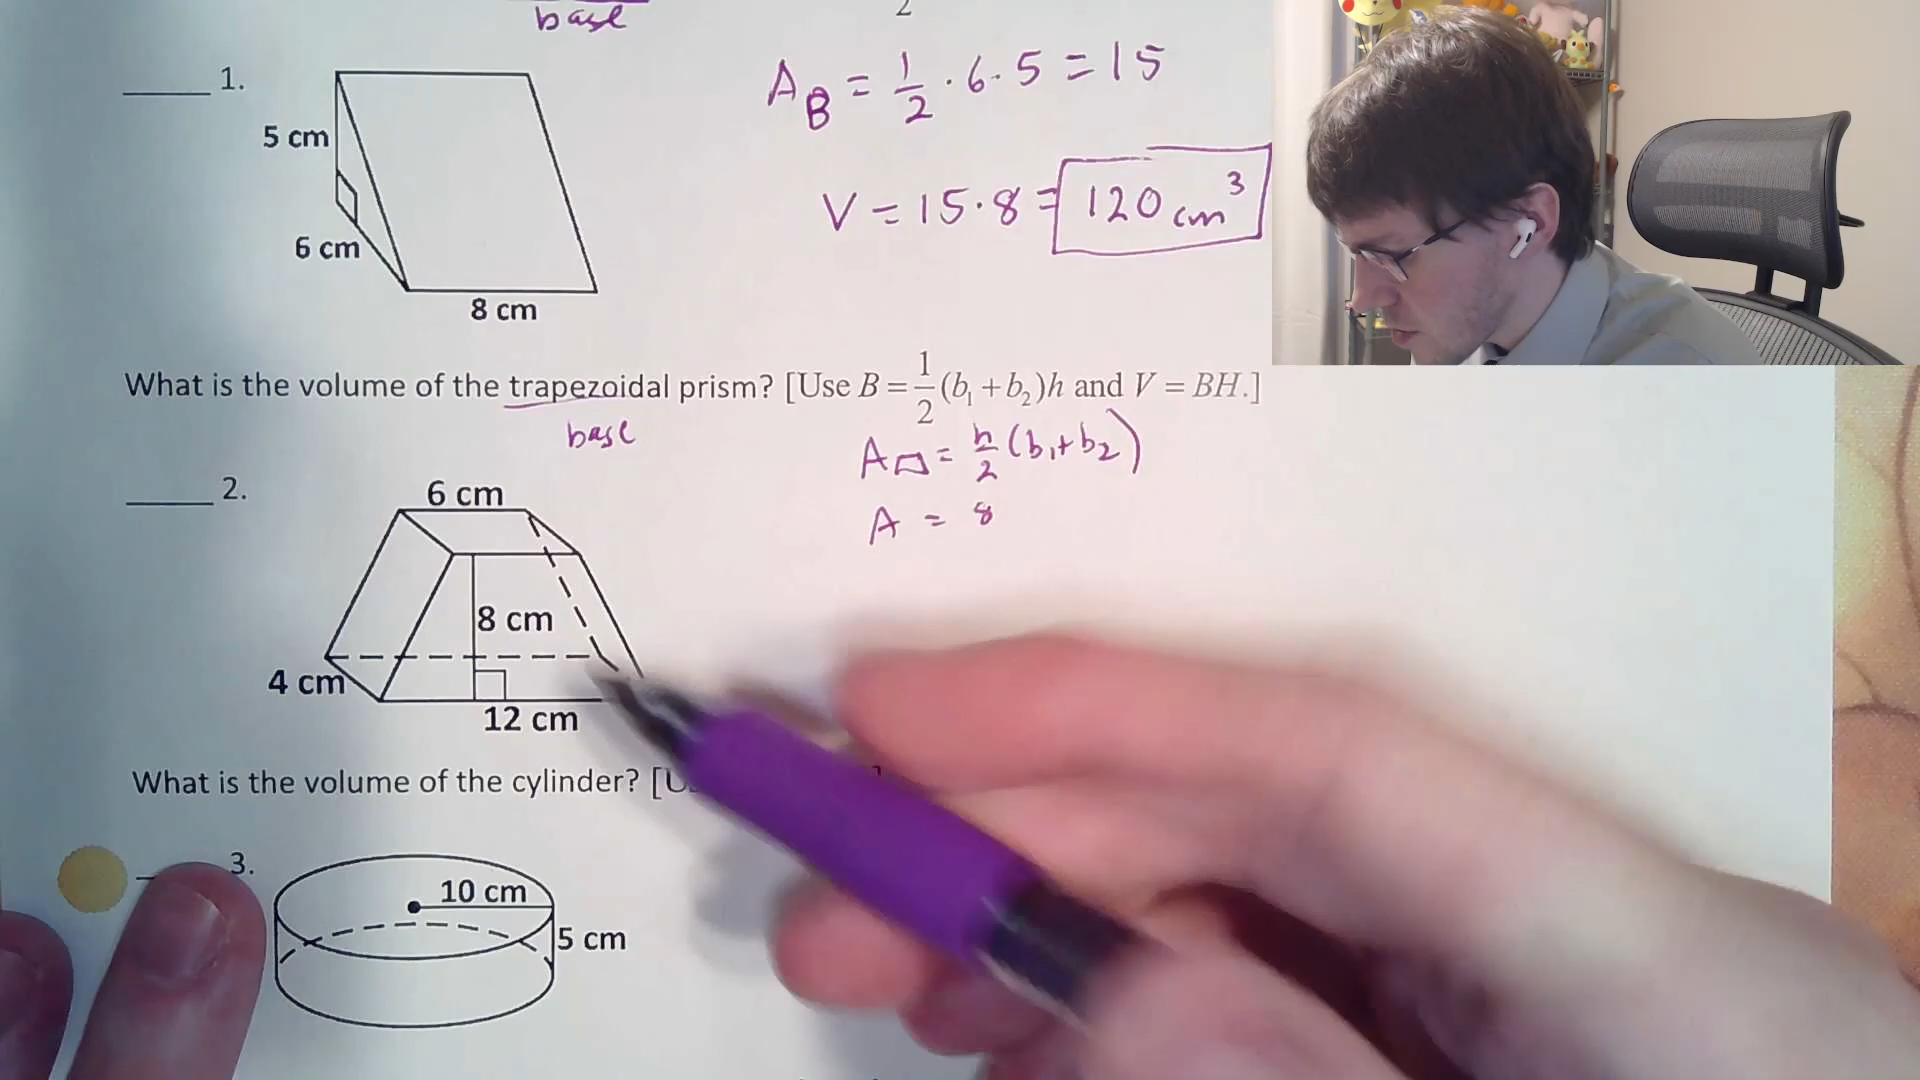 base
2
1.
A_B = 1/2 · 6 · 5 = 15
5 cm
V = 15 · 8 = 120 cm³
6 cm
8 cm
What is the volume of the trapezoidal prism? [Use B = 1/2 (b₁ + b₂)h and V = BH.]
base
A▱ = h/2 (b₁ + b₂)
2.
6 cm
A = 8
8 cm
4 cm
12 cm
What is the volume of the cylinder? [U
3.
10 cm
5 cm